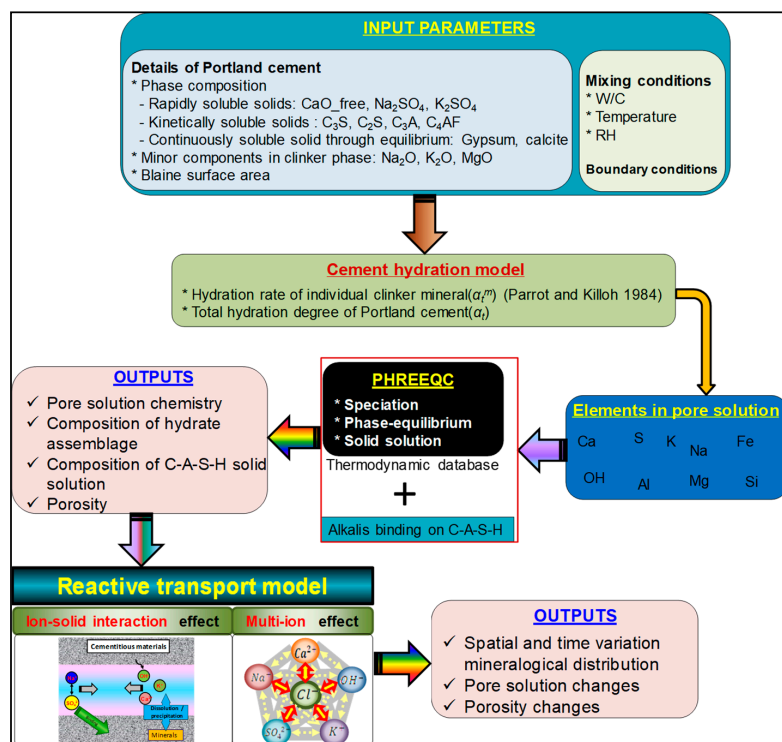 INPUT PARAMETERS
Details of Portland cement
* Phase composition
- Rapidly soluble solids: CaO_free, Na₂SO₄, K₂SO₄
- Kinetically soluble solids : C₃S, C₂S, C₃A, C₄AF
- Continuously soluble solid through equilibrium: Gypsum, calcite
* Minor components in clinker phase: Na₂O, K₂O, MgO
* Blaine surface area
Mixing conditions
* W/C
* Temperature
* RH
Boundary conditions
Cement hydration model
* Hydration rate of individual clinker mineral(αₜᵐ) (Parrot and Killoh 1984)
* Total hydration degree of Portland cement(αₜ)
Elements in pore solution
Ca S K Na Fe
OH Al Mg Si
PHREEQC
* Speciation
* Phase-equilibrium
* Solid solution
Thermodynamic database
+
Alkalis binding on C-A-S-H
OUTPUTS
✓ Pore solution chemistry
✓ Composition of hydrate
assemblage
✓ Composition of C-A-S-H solid
solution
✓ Porosity
Reactive transport model
Ion-solid interaction effect
Cementitious materials
Dissolution /
precipitation
Minerals
Multi-ion effect
Ca²⁻
Na⁻
OH⁻
Cl⁻
SO₄²⁻
K⁻
OUTPUTS
✓ Spatial and time variation
mineralogical distribution
✓ Pore solution changes
✓ Porosity changes